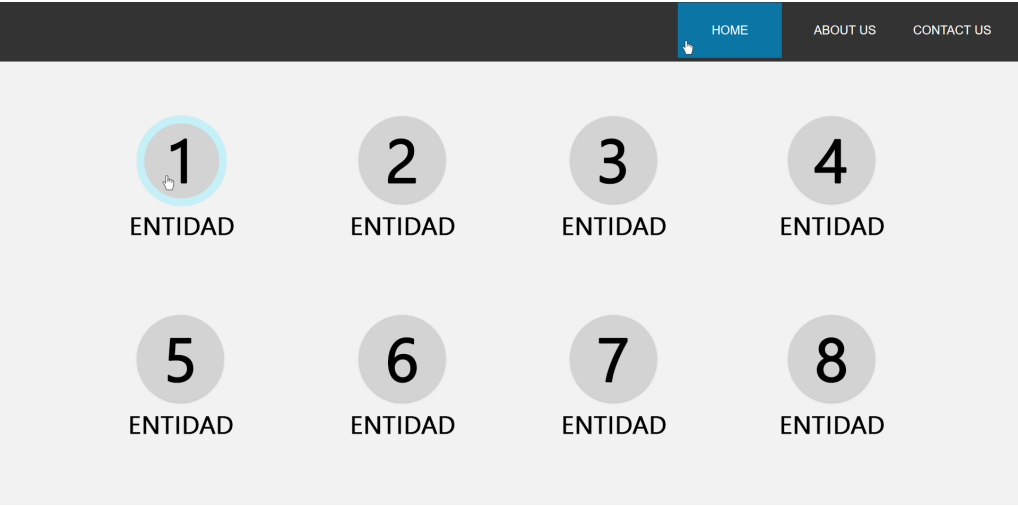 HOME ABOUT US CONTACT US
1 2 3 4
ENTIDAD ENTIDAD ENTIDAD ENTIDAD
5 6 7 8
ENTIDAD ENTIDAD ENTIDAD ENTIDAD